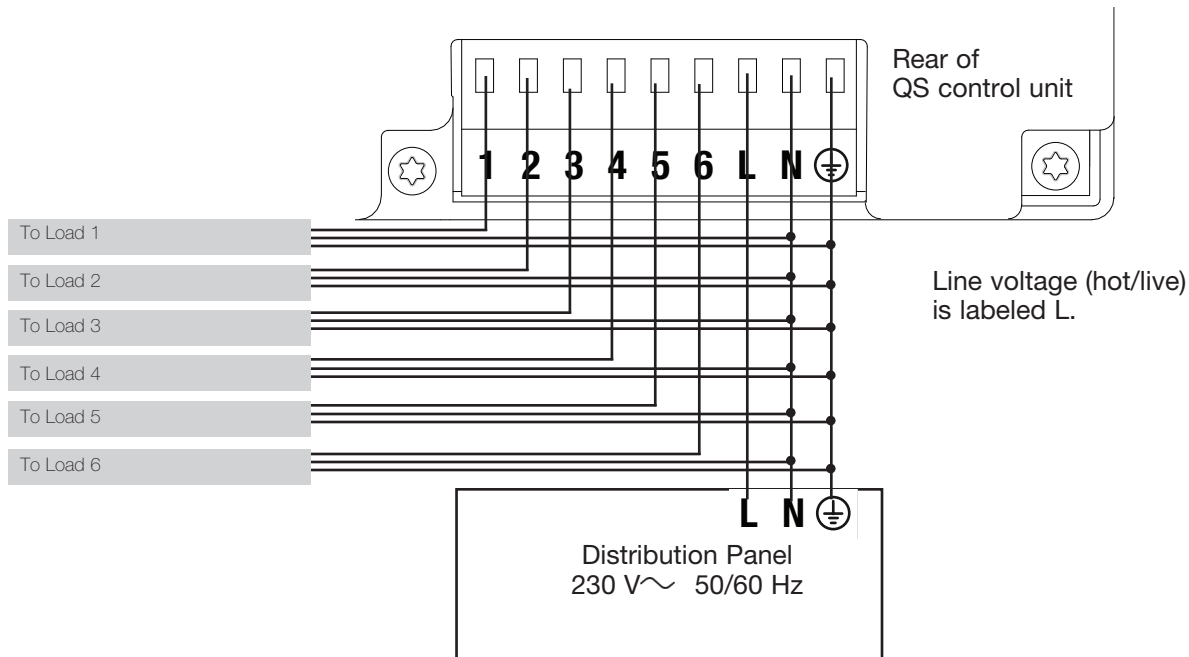 Rear of
QS control unit
1 2 3 4 5 6 L N
To Load 1
To Load 2
Line voltage (hot/live)
is labeled L.
To Load 3
To Load 4
To Load 5
To Load 6
L N
Distribution Panel
230 V~ 50/60 Hz